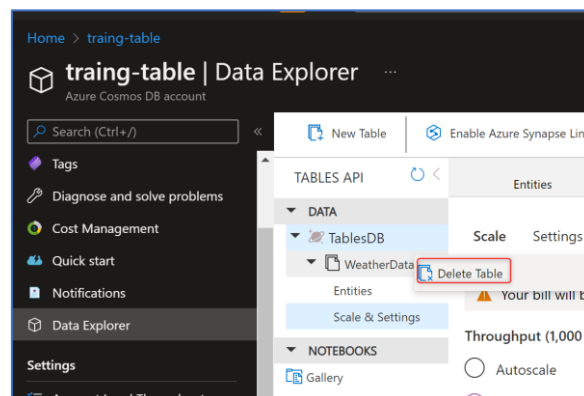 Home > traing-table
traing-table | Data Explorer ...
Azure Cosmos DB account
Search (Ctrl+/)
«
Tags
Diagnose and solve problems
Cost Management
Quick start
Notifications
Data Explorer
Settings
New Table
Enable Azure Synapse Lin
TABLES API
DATA
TablesDB
WeatherData
Entities
Scale & Settings
NOTEBOOKS
Gallery
Delete Table
Entities
Scale Settings
Your bill will b
Throughput (1,000
Autoscale